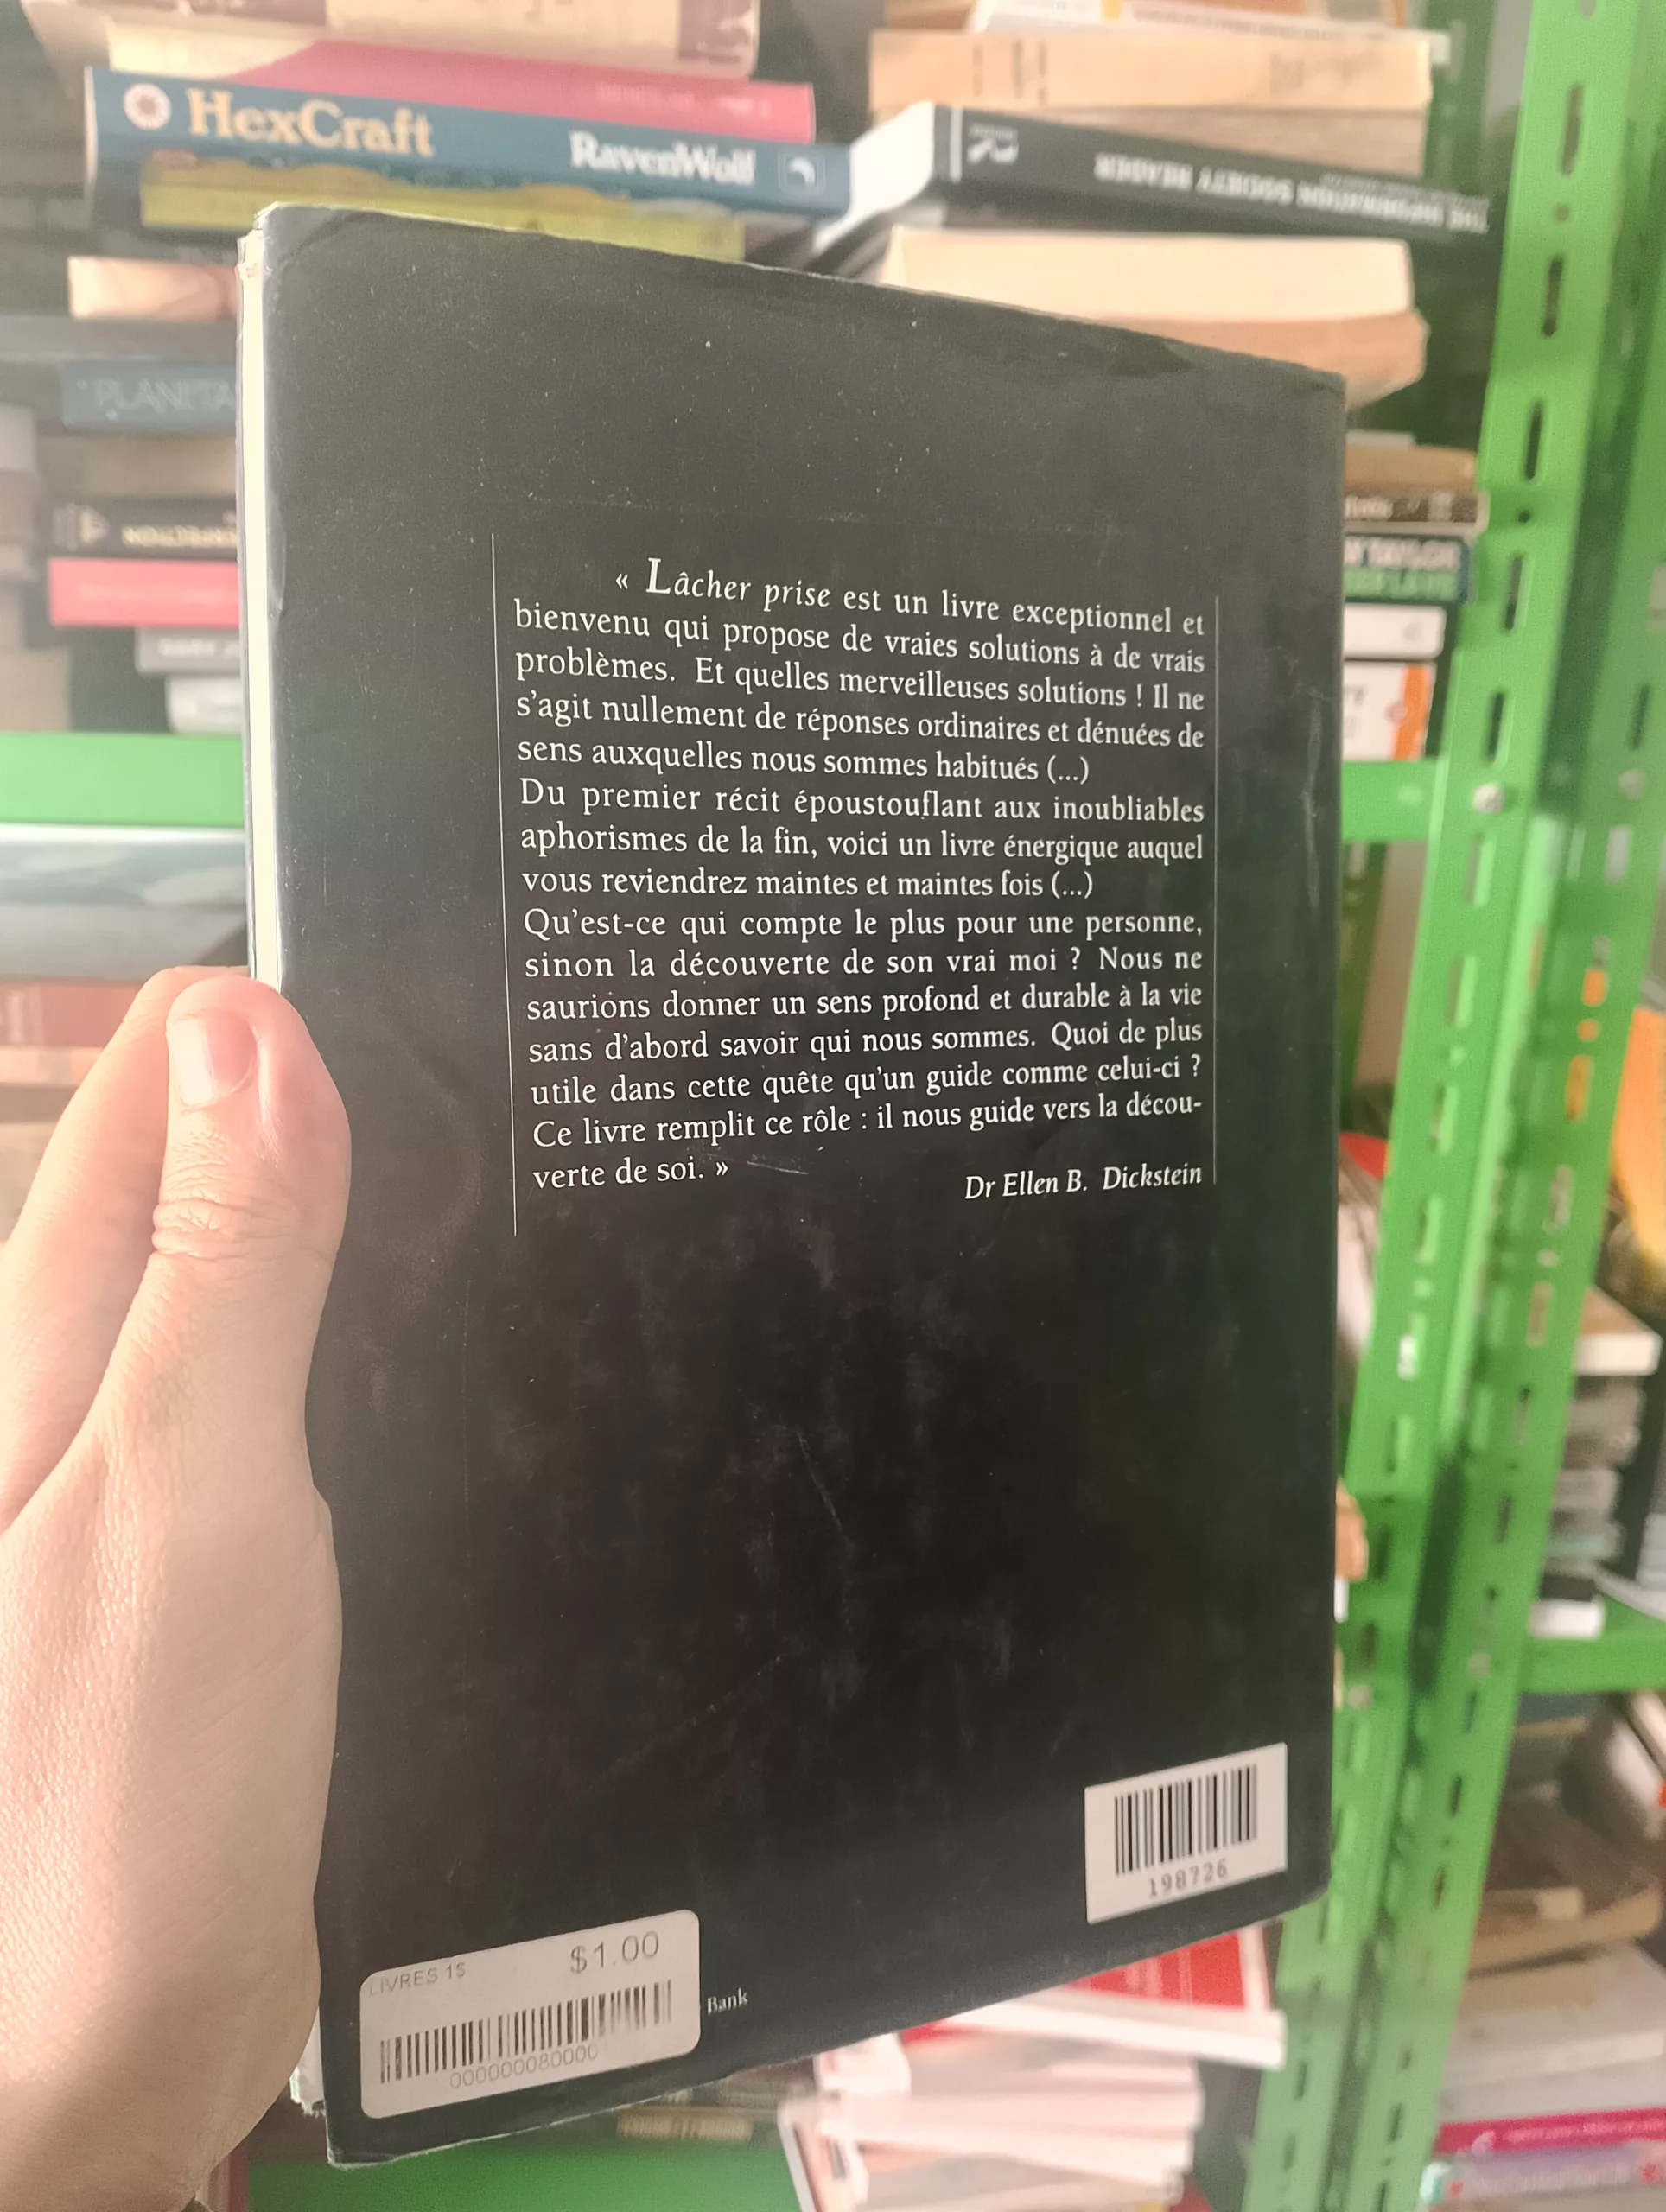 HexCraft
RavenWolf
THE INFORMATION SOCIETY READER
PLANETA
« Lâcher prise est un livre exceptionnel et
bienvenu qui propose de vraies solutions à de vrais
problèmes. Et quelles merveilleuses solutions ! Il ne
s'agit nullement de réponses ordinaires et dénuées de
sens auxquelles nous sommes habitués (...)
Du premier récit époustouflant aux inoubliables
aphorismes de la fin, voici un livre énergique auquel
vous reviendrez maintes et maintes fois (...)
Qu'est-ce qui compte le plus pour une personne,
sinon la découverte de son vrai moi ? Nous ne
saurions donner un sens profond et durable à la vie
sans d'abord savoir qui nous sommes. Quoi de plus
utile dans cette quête qu'un guide comme celui-ci ?
Ce livre remplit ce rôle : il nous guide vers la décou-
verte de soi. »
Dr Ellen B. Dickstein
198726
LIVRES 1$
$1.00
000000080000
Bank